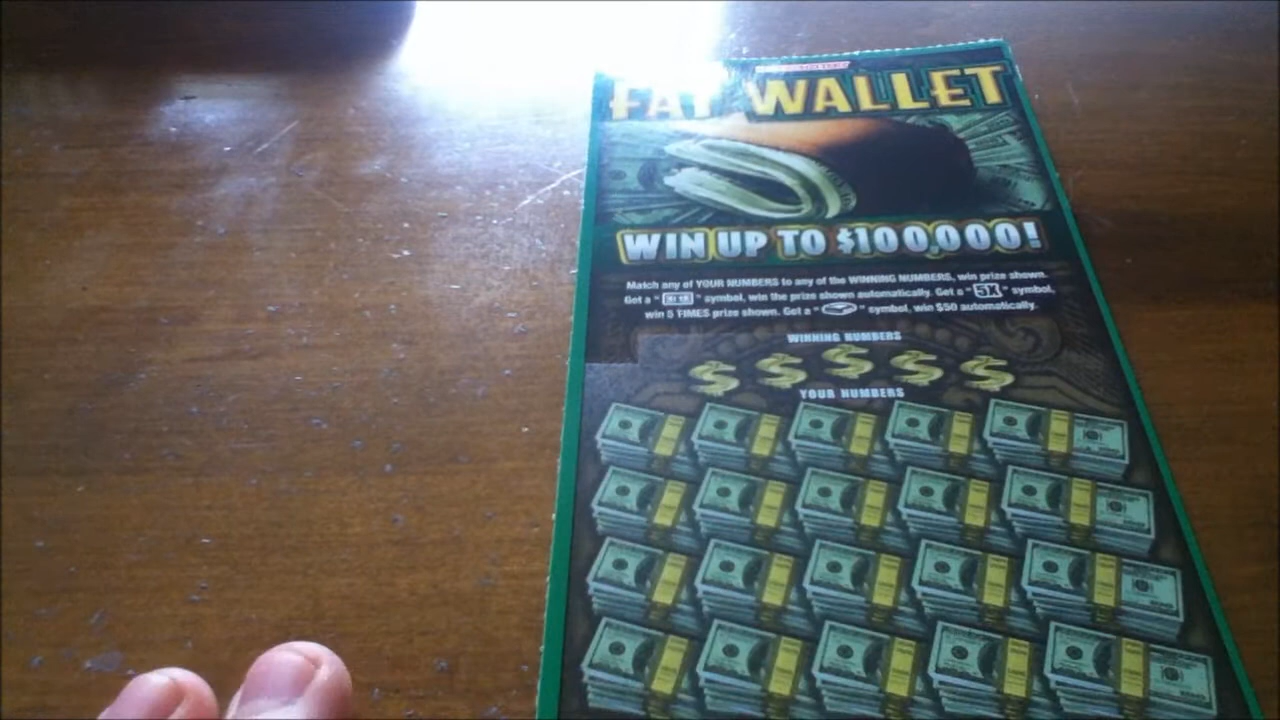 FAT WALLET
WIN UP TO $100,000!
Match any of YOUR NUMBERS to any of the WINNING NUMBERS, win prize shown.
Get a " " symbol, win the prize shown automatically. Get a "5X" symbol,
win 5 TIMES prize shown. Get a " " symbol, win $50 automatically.
WINNING NUMBERS
$ $ $ $ $
YOUR NUMBERS